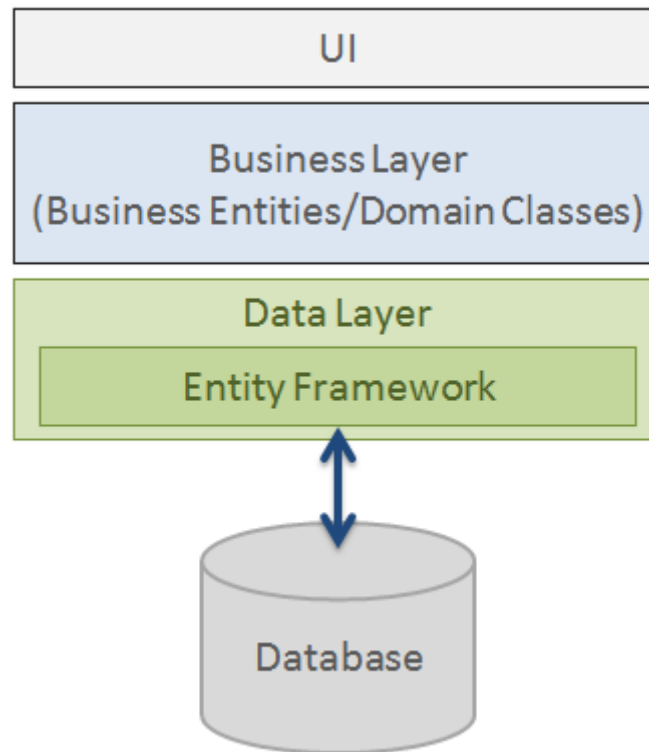 UI
Business Layer
(Business Entities/Domain Classes)
Data Layer
Entity Framework
Database